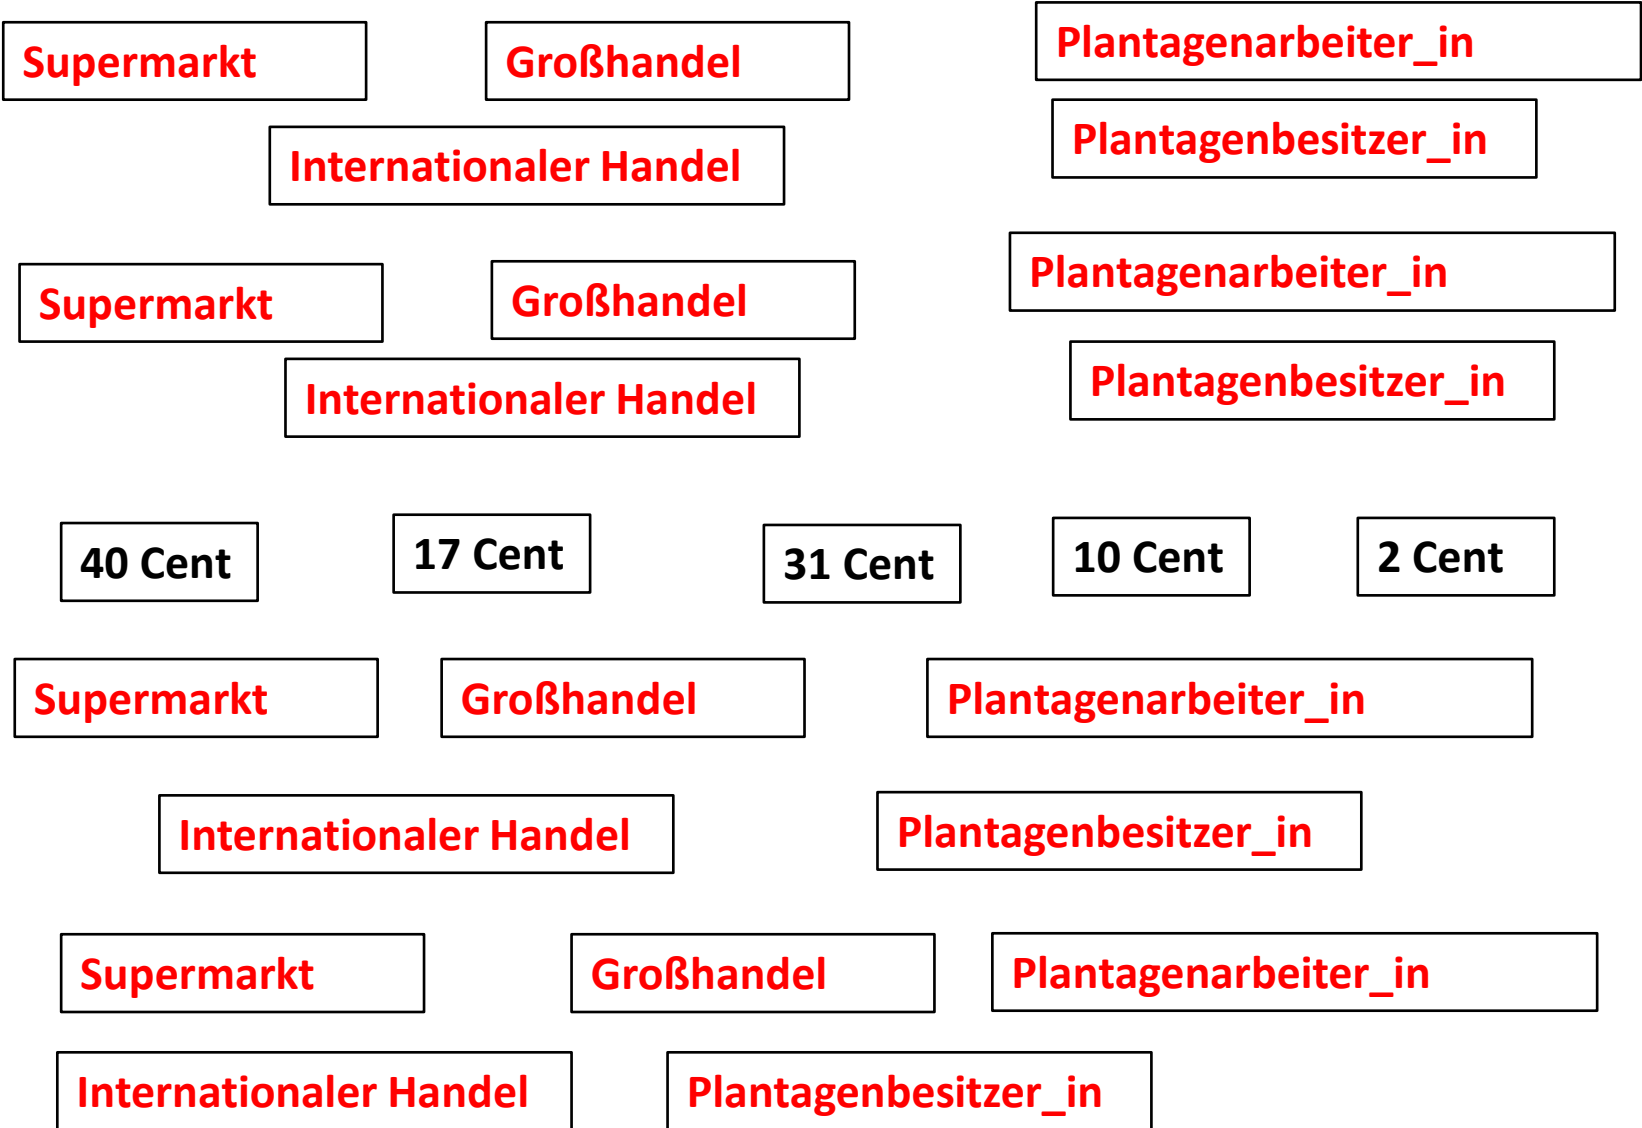 Supermarkt
Großhandel
Plantagenarbeiter_in
Internationaler Handel
Plantagenbesitzer_in
Supermarkt
Großhandel
Plantagenarbeiter_in
Internationaler Handel
Plantagenbesitzer_in
40 Cent
17 Cent
31 Cent
10 Cent
2 Cent
Supermarkt
Großhandel
Plantagenarbeiter_in
Internationaler Handel
Plantagenbesitzer_in
Supermarkt
Großhandel
Plantagenarbeiter_in
Internationaler Handel
Plantagenbesitzer_in